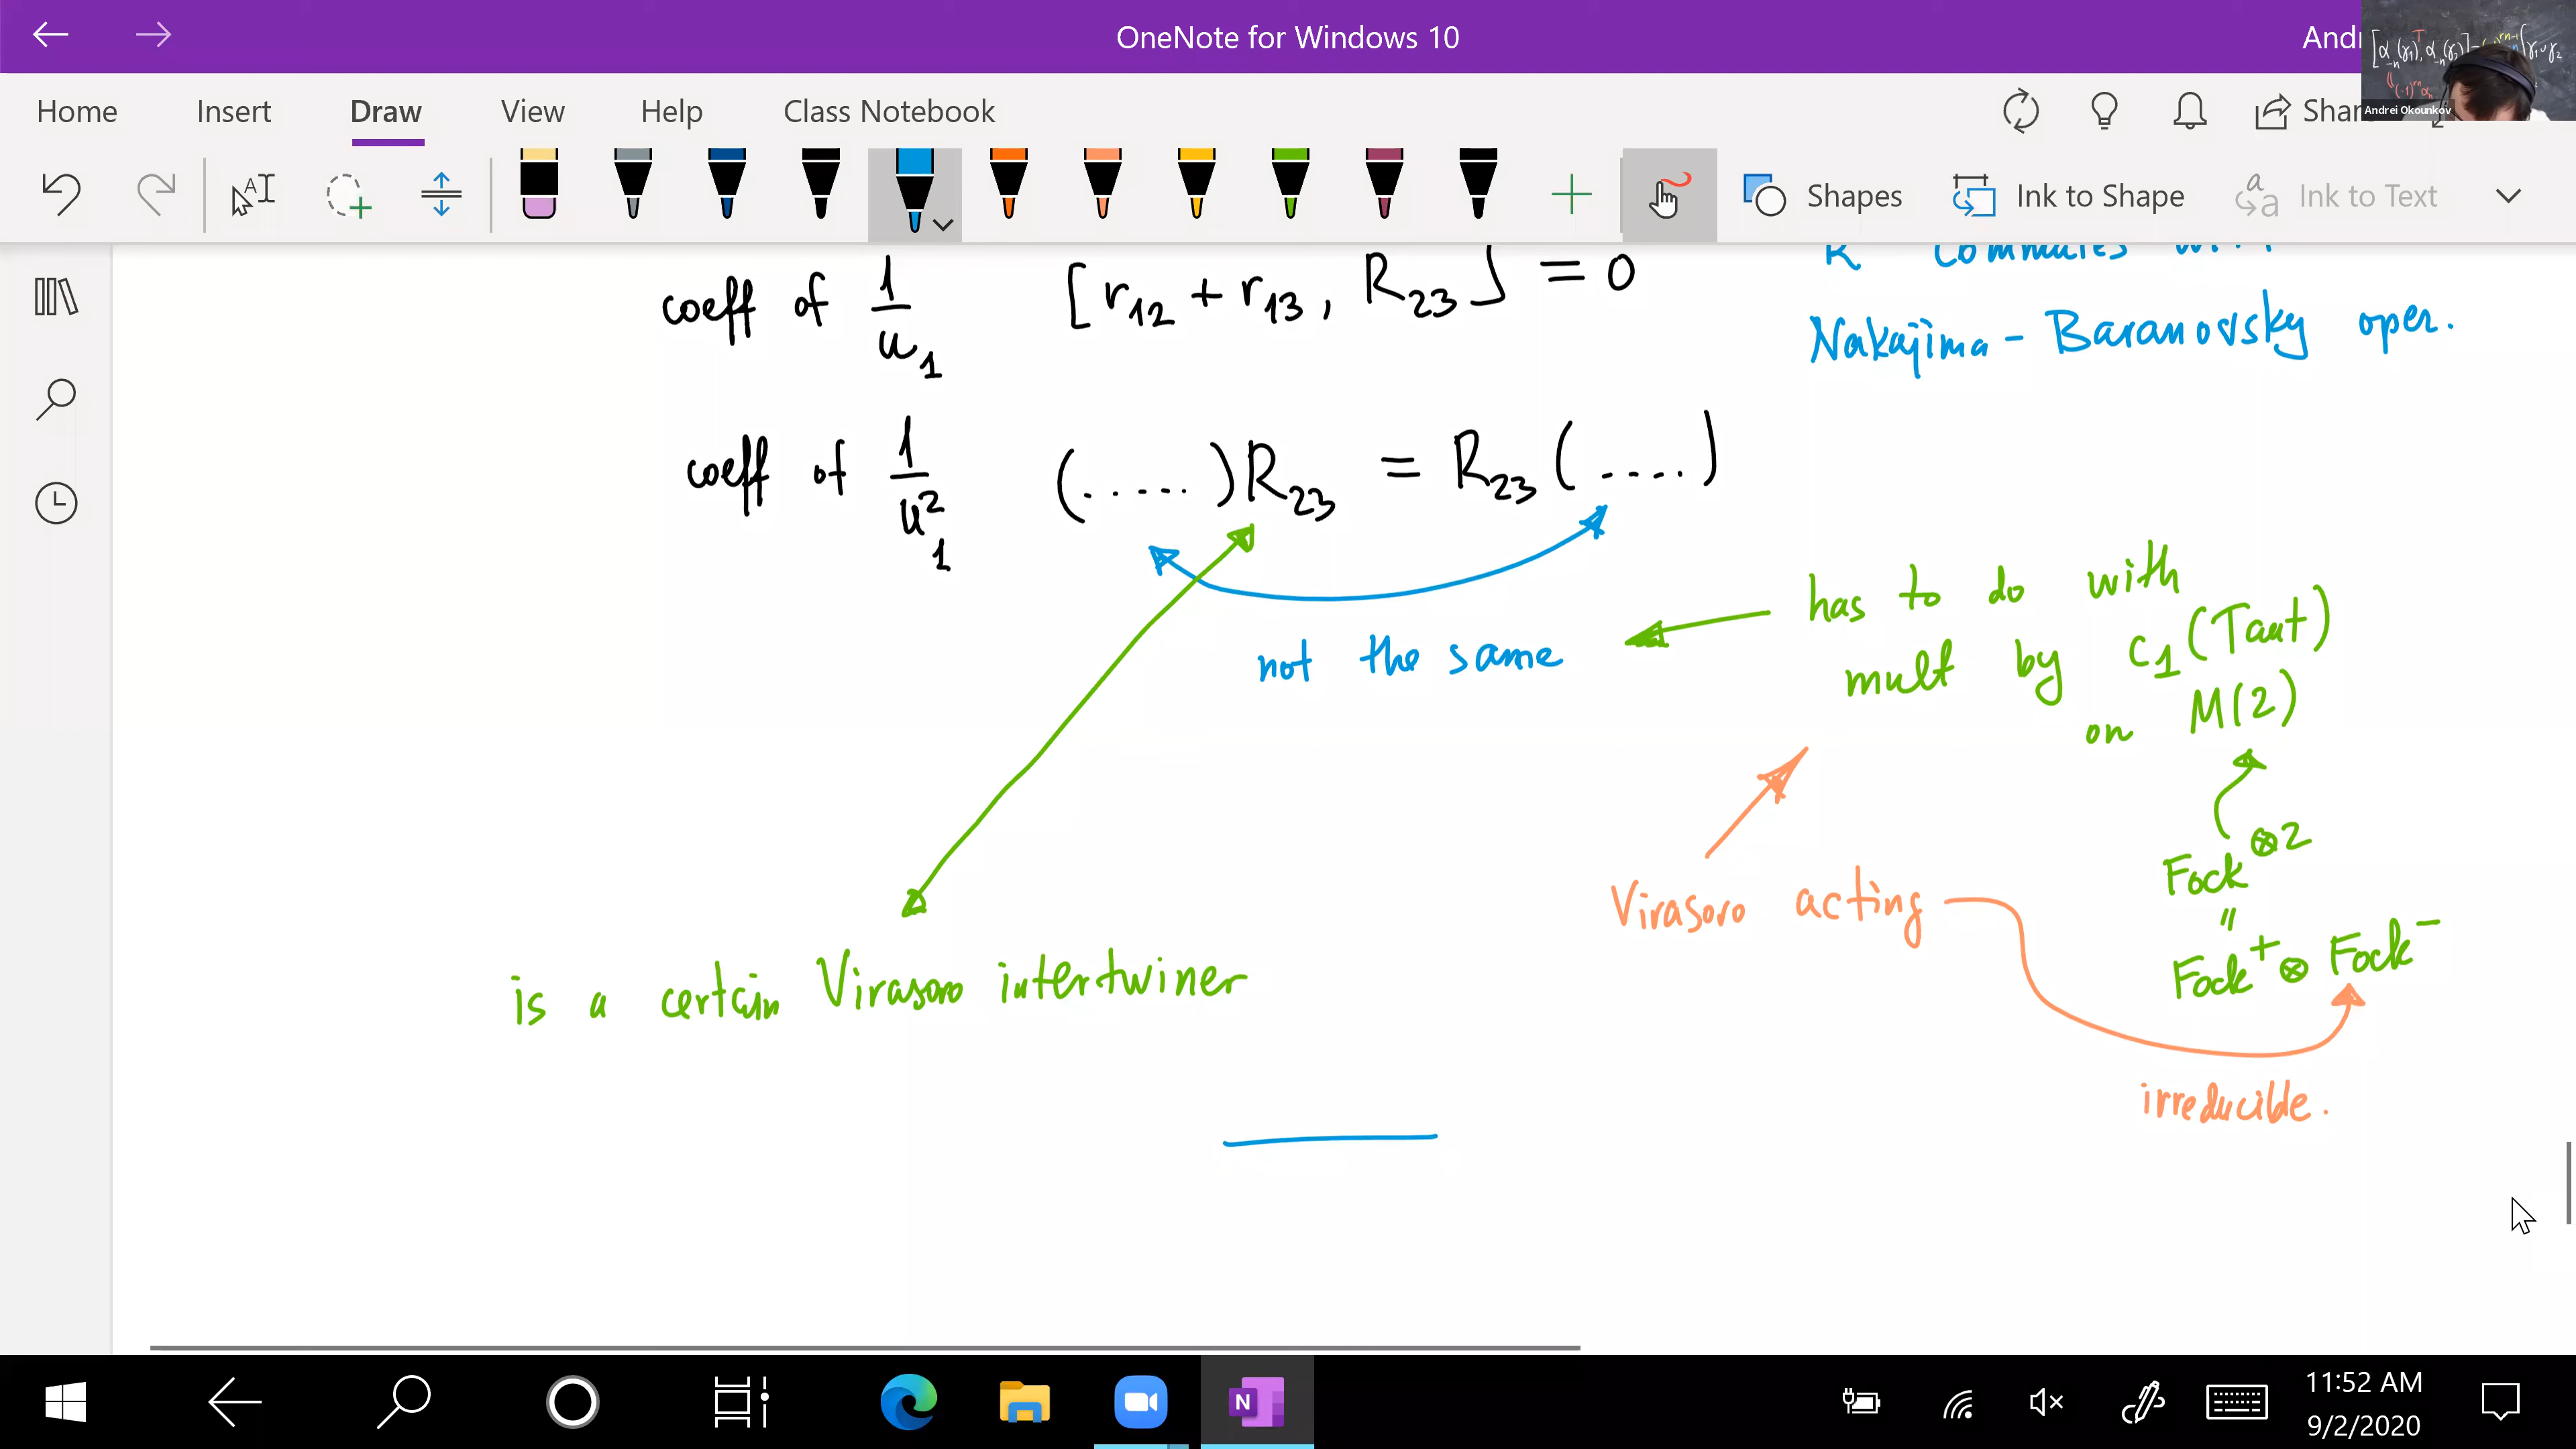 OneNote for Windows 10
Home Insert Draw View Help Class Notebook
Andrei Okounkov
Shapes Ink to Shape Ink to Text
coeff of 1/u₁ [r₁₂ + r₁₃, R₂₃] = 0
R commutes
Nakajima - Baranovsky oper.
coeff of 1/u₁² (.....)R₂₃ = R₂₃(....)
not the same
has to do with
mult by c₁(Taut)
on M(2)
Fock ⊗2
"
Fock⁺ ⊗ Fock⁻
Virasoro acting
irreducible.
is a certain Virasoro intertwiner
11:52 AM
9/2/2020